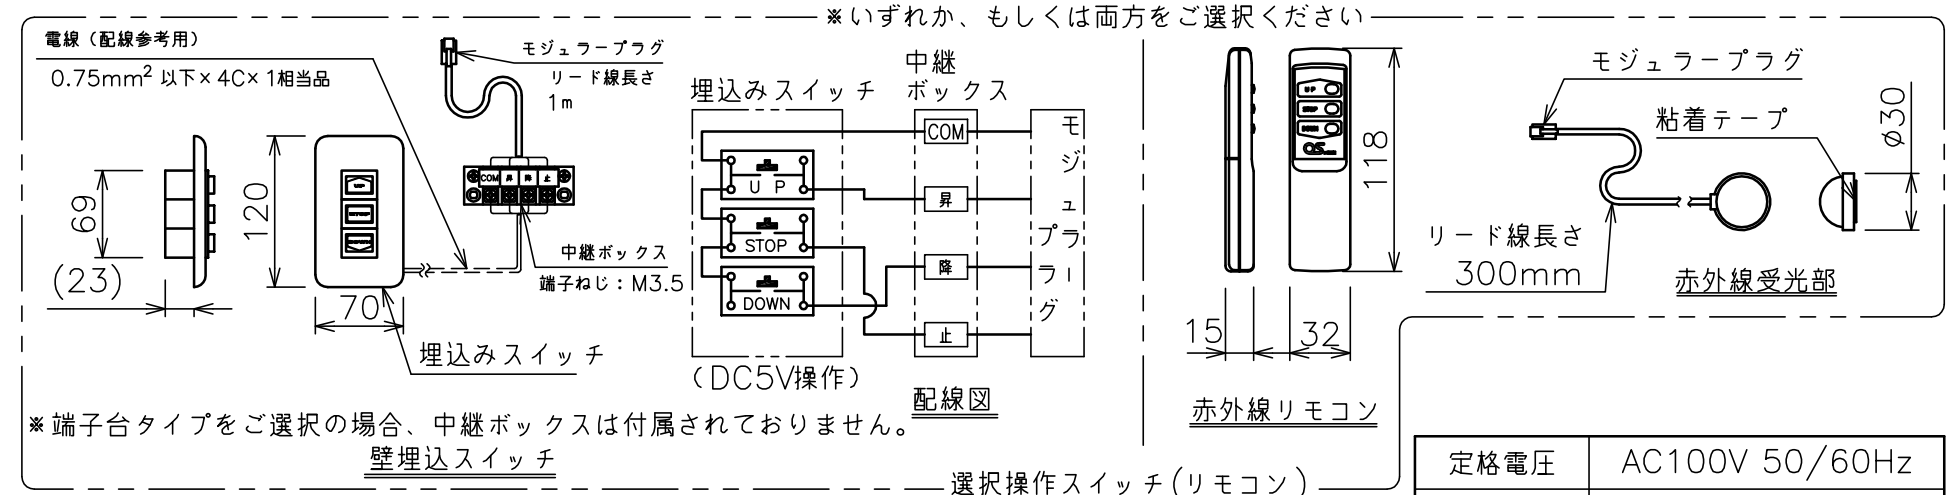 ※いずれか、もしくは両方をご選択ください
電線（配線参考用）
0.75mm² 以下×4C×1相当品
モジュラープラグ
リード線長さ
1m
69
(23)
120
70
UP
COM 昇 降 止
中継ボックス
端子ねじ：M3.5
埋込みスイッチ
埋込みスイッチ
中継
ボックス
COM
昇
降
止
UP
STOP
DOWN
モジュラープラグ
(DC5V操作)
配線図
※端子台タイプをご選択の場合、中継ボックスは付属されておりません。
壁埋込スイッチ
UP
STOP
DOWN
OS
118
15
32
赤外線リモコン
モジュラープラグ
粘着テープ
ø30
リード線長さ
300mm
赤外線受光部
選択操作スイッチ(リモコン)
定格電圧 AC100V 50/60Hz